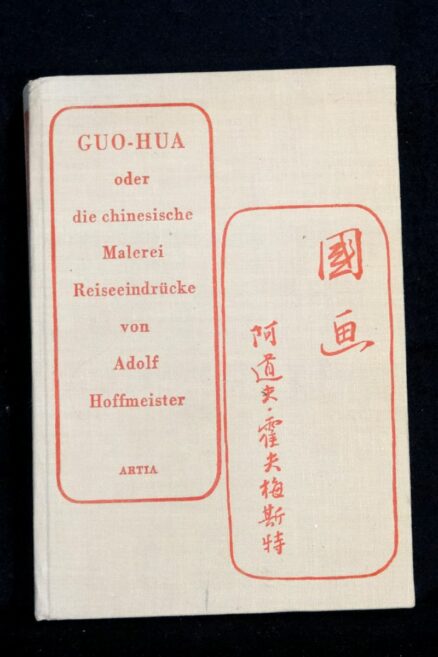 GUO-HUA
oder
die chinesische
Malerei
Reiseeindrücke
von
Adolf
Hoffmeister
ARTIA
國画
阿道夫·霍夫梅斯特